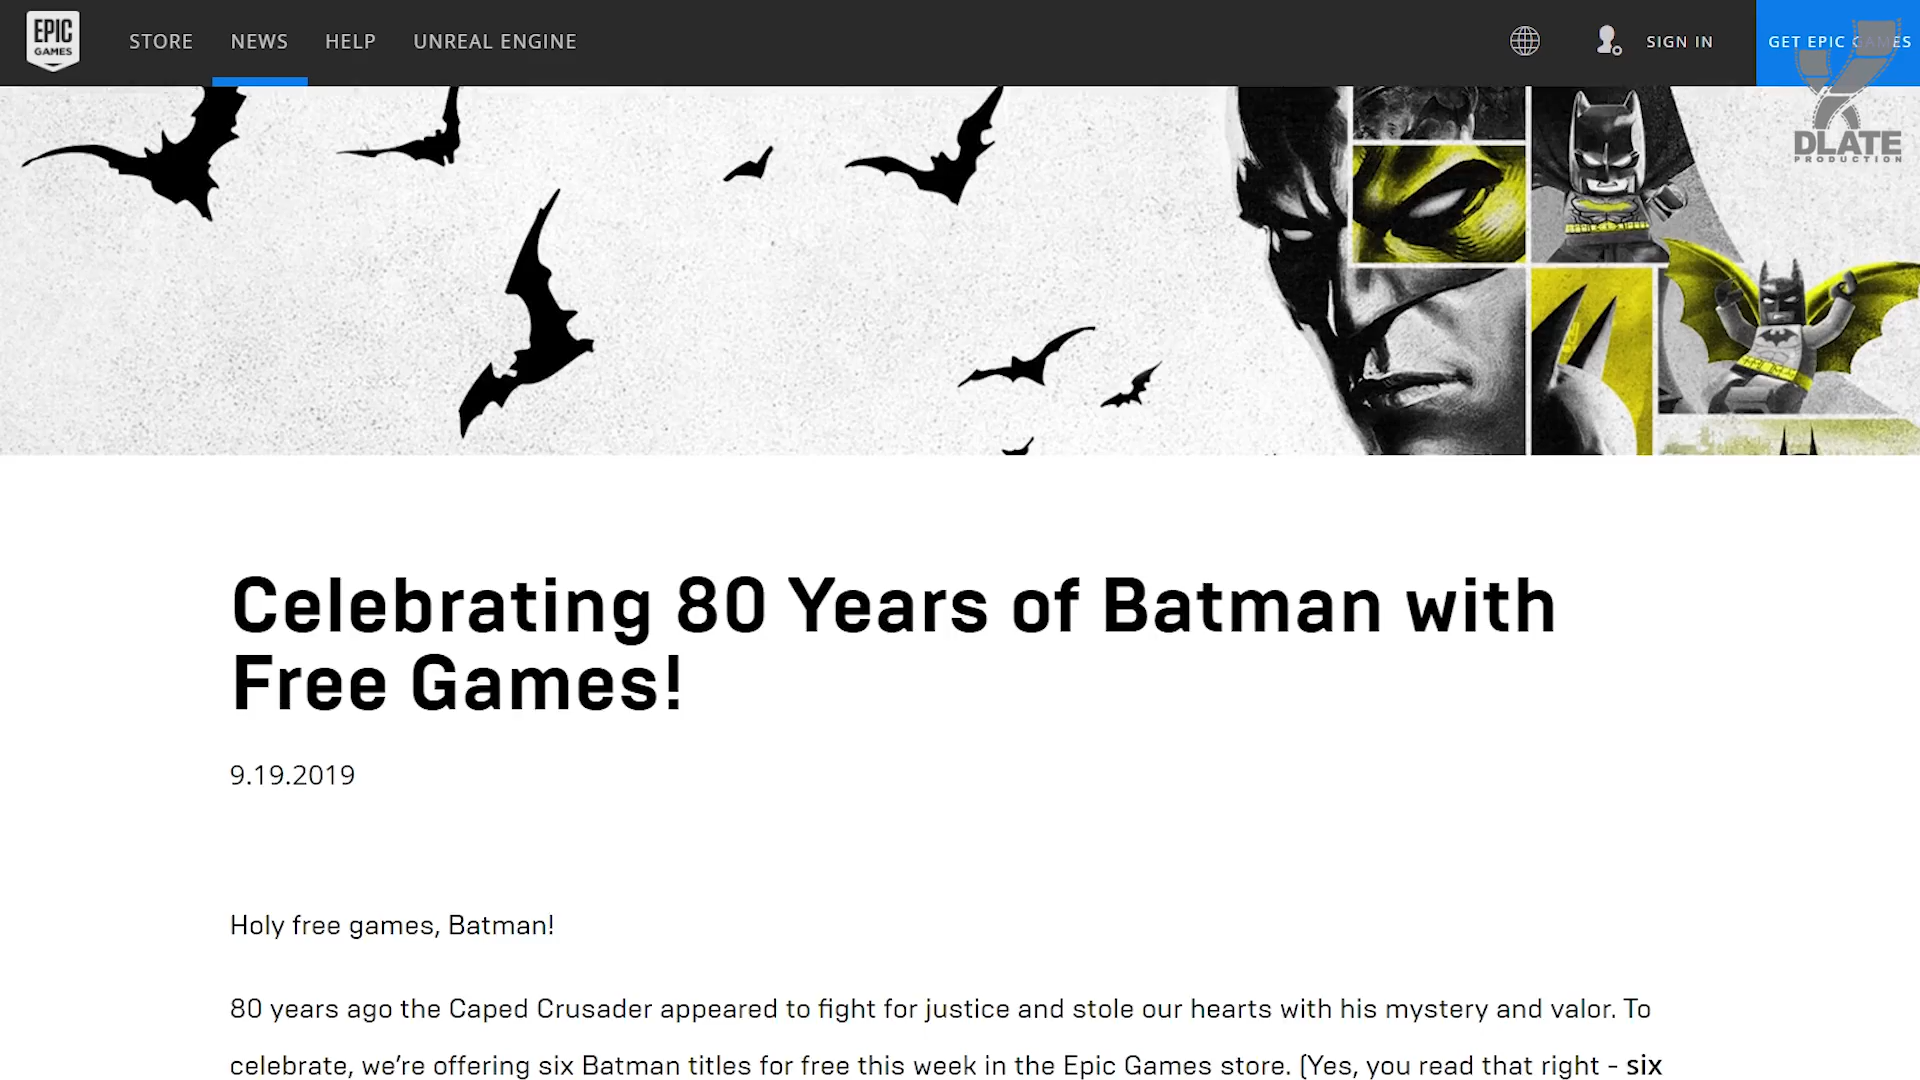 EPIC
GAMES
STORE NEWS HELP UNREAL ENGINE SIGN IN GET EPIC GAMES
DLATE
PRODUCTION
Celebrating 80 Years of Batman with
Free Games!
9.19.2019
Holy free games, Batman!
80 years ago the Caped Crusader appeared to fight for justice and stole our hearts with his mystery and valor. To
celebrate, we’re offering six Batman titles for free this week in the Epic Games store. (Yes, you read that right - six